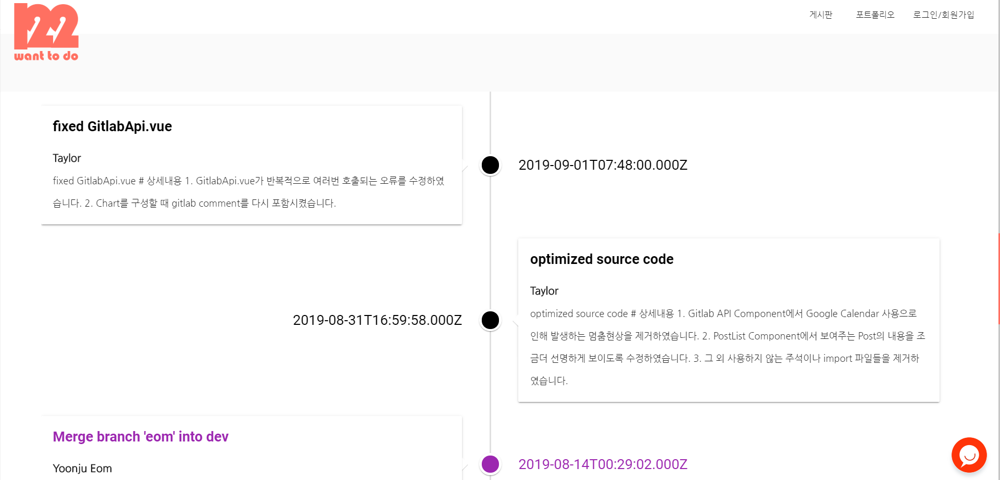 want to do
게시판 포트폴리오 로그인/회원가입
fixed GitlabApi.vue
Taylor
fixed GitlabApi.vue # 상세내용 1. GitlabApi.vue가 반복적으로 여러번 호출되는 오류를 수정하였
습니다. 2. Chart를 구성할 때 gitlab comment를 다시 포함시켰습니다.
2019-09-01T07:48:00.000Z
optimized source code
Taylor
optimized source code # 상세내용 1. Gitlab API Component에서 Google Calendar 사용으로
인해 발생하는 멈춤현상을 제거하였습니다. 2. PostList Component에서 보여주는 Post의 내용을 조
금더 선명하게 보이도록 수정하였습니다. 3. 그 외 사용하지 않는 주석이나 import 파일들을 제거하
였습니다.
2019-08-31T16:59:58.000Z
Merge branch 'eom' into dev
Yoonju Eom
2019-08-14T00:29:02.000Z